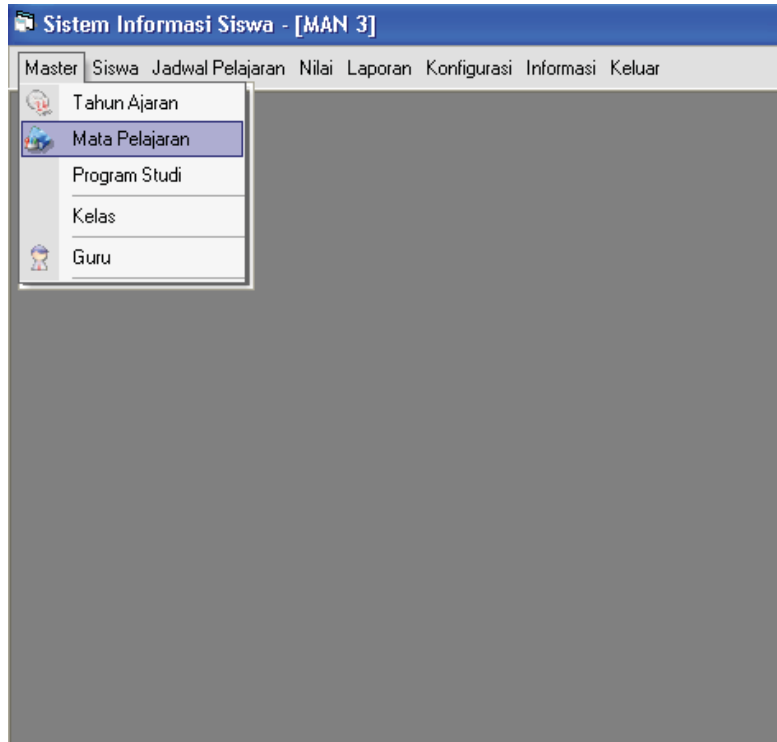 Sistem Informasi Siswa - [MAN 3]
Master Siswa Jadwal Pelajaran Nilai Laporan Konfigurasi Informasi Keluar
Tahun Ajaran
Mata Pelajaran
Program Studi
Kelas
Guru